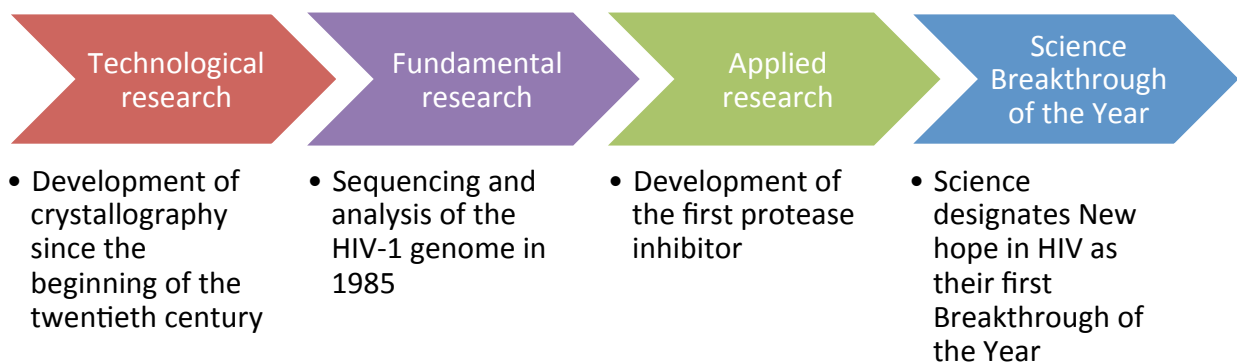 Technological
research
Fundamental
research
Applied
research
Science
Breakthrough
of the Year
• Development of
crystallography
since the
beginning of the
twentieth century
• Sequencing and
analysis of the
HIV-1 genome in
1985
• Development of
the first protease
inhibitor
• Science
designates New
hope in HIV as
their first
Breakthrough of
the Year